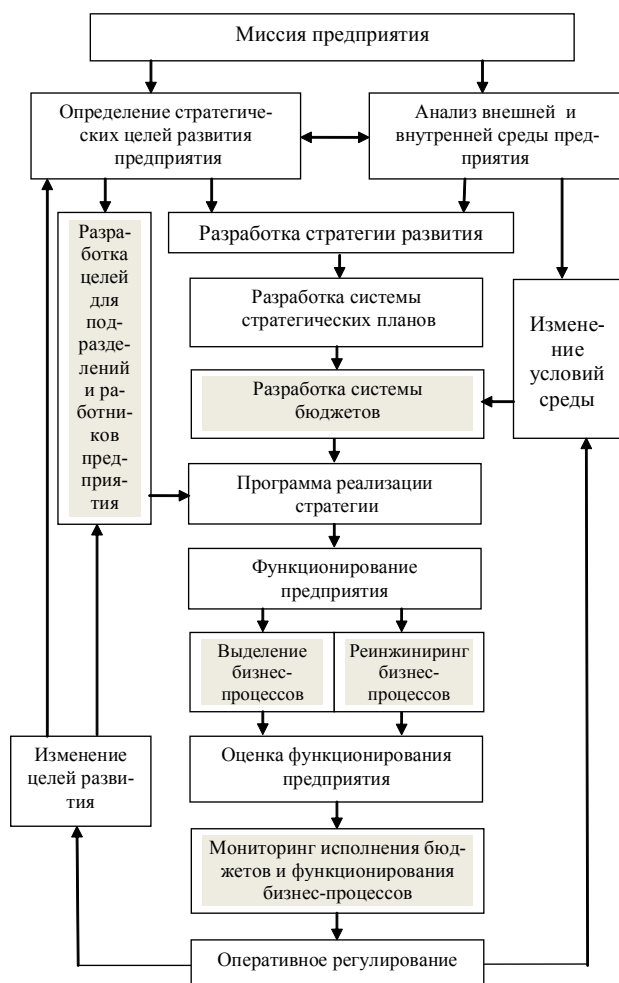 Миссия предприятия
Определение стратегиче-
ских целей развития
предприятия
Анализ внешней и
внутренней среды пред-
приятия
Разра-
ботка
целей
для
под-
разде-
лений
и ра-
ботни-
ков
пред-
прия-
тия
Разработка стратегии развития
Разработка системы
стратегических планов
Измене-
ние
условий
среды
Разработка системы
бюджетов
Программа реализации
стратегии
Функционирование
предприятия
Выделение
бизнес-
процессов
Реинжиниринг
бизнес-
процессов
Изменение
целей разви-
тия
Оценка функционирования
предприятия
Мониторинг исполнения бюд-
жетов и функционирования
бизнес-процессов
Оперативное регулирование